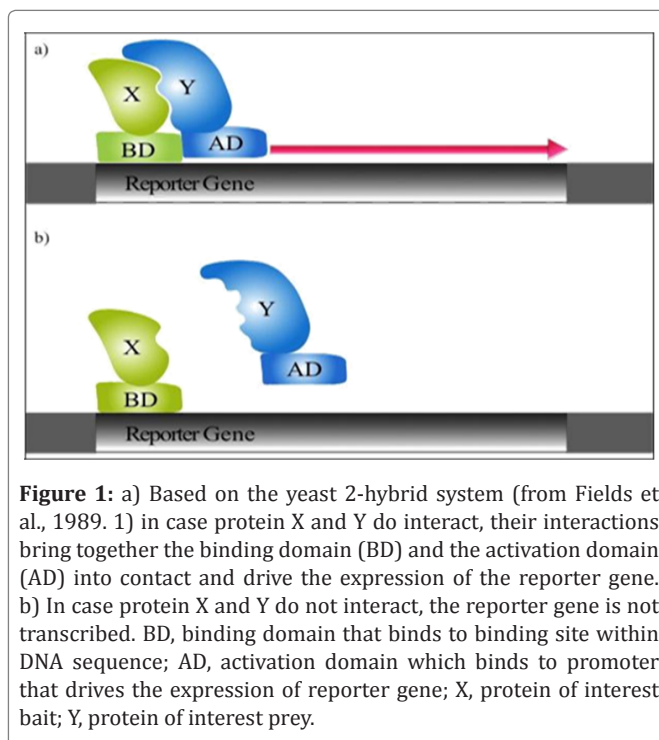 a)
X
Y
BD
AD
Reporter Gene
b)
Y
X
AD
BD
Reporter Gene
Figure 1: a) Based on the yeast 2-hybrid system (from Fields et
al., 1989. 1) in case protein X and Y do interact, their interactions
bring together the binding domain (BD) and the activation domain
(AD) into contact and drive the expression of the reporter gene.
b) In case protein X and Y do not interact, the reporter gene is not
transcribed. BD, binding domain that binds to binding site within
DNA sequence; AD, activation domain which binds to promoter
that drives the expression of reporter gene; X, protein of interest
bait; Y, protein of interest prey.